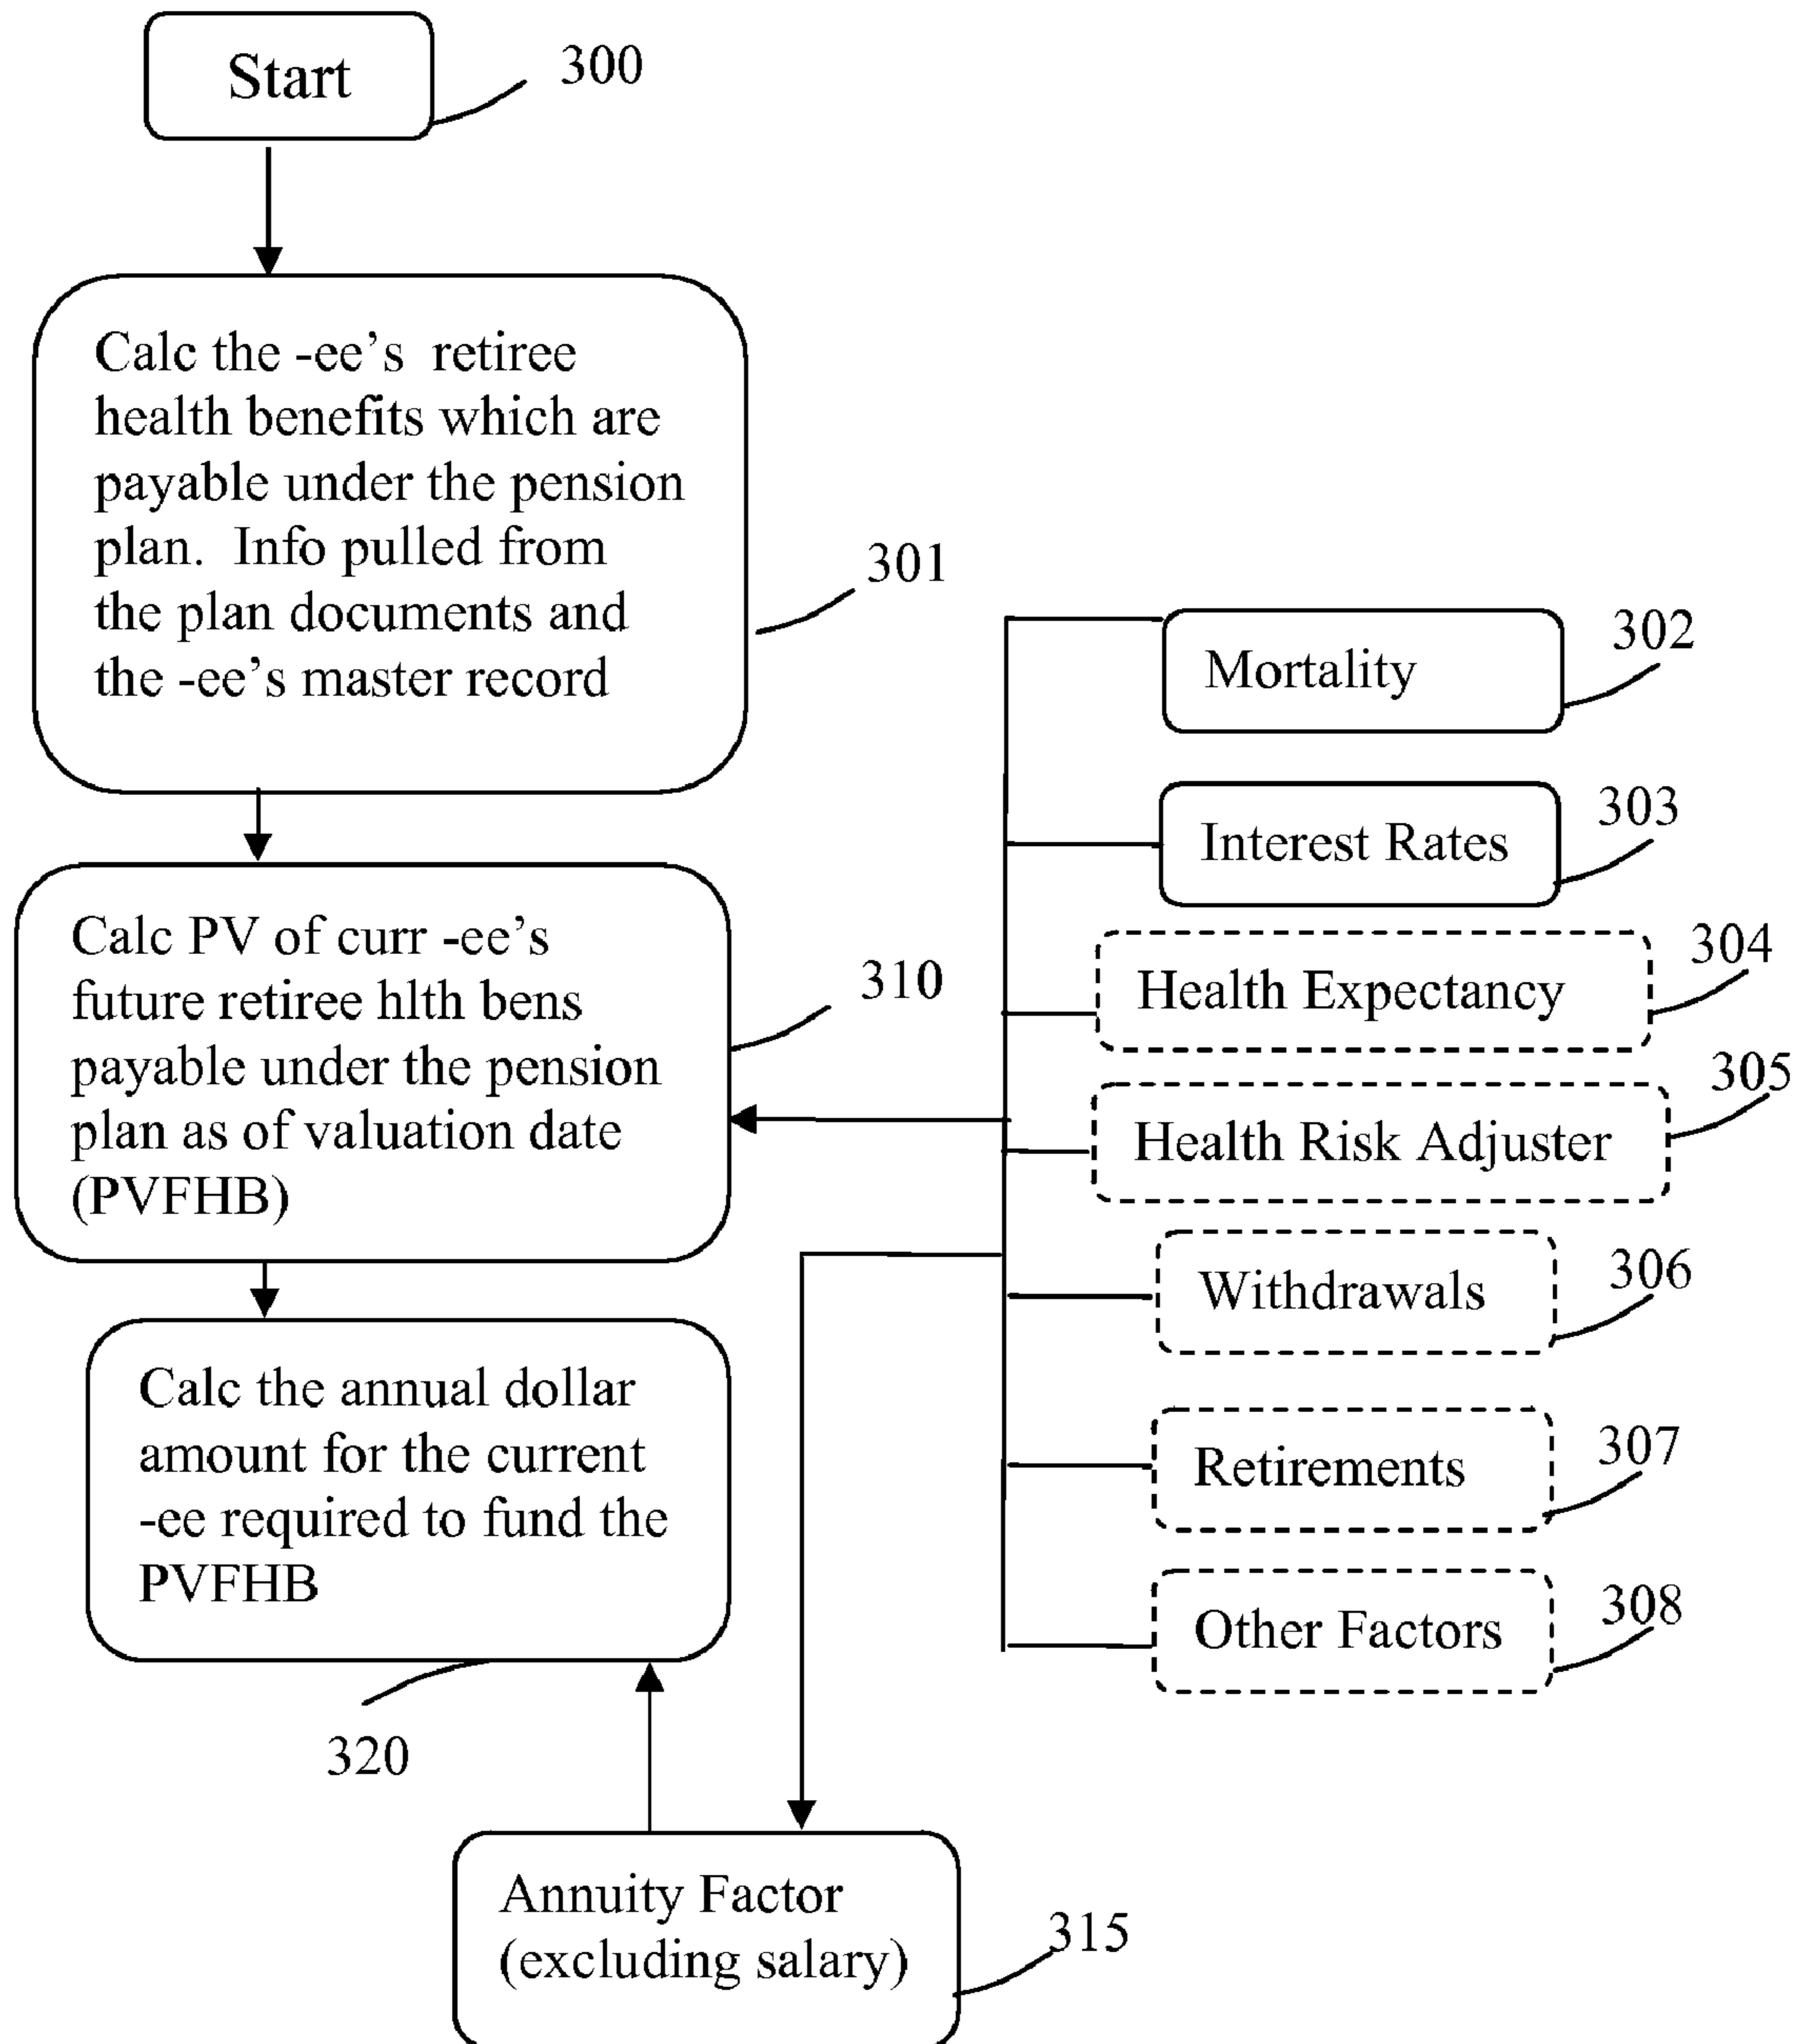 Start
300
Calc the -ee's retiree
health benefits which are
payable under the pension
plan. Info pulled from
the plan documents and
the -ee's master record
301
Mortality
302
Interest Rates
303
Calc PV of curr -ee's
future retiree hlth bens
payable under the pension
plan as of valuation date
(PVFHB)
310
Health Expectancy
304
Health Risk Adjuster
305
Withdrawals
306
Calc the annual dollar
amount for the current
-ee required to fund the
PVFHB
320
Retirements
307
Other Factors
308
Annuity Factor
(excluding salary)
315